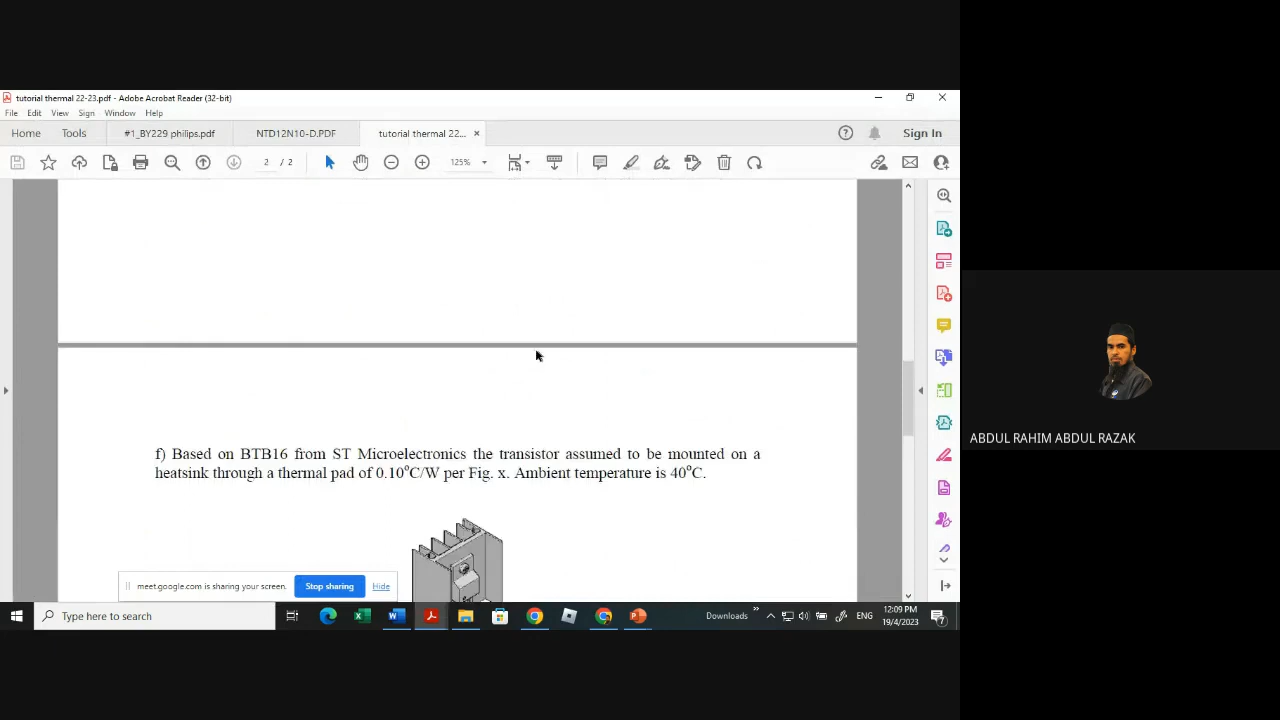 tutorial thermal 22-23.pdf - Adobe Acrobat Reader (32-bit)
File Edit View Sign Window Help
Home Tools #1_BY229 philips.pdf NTD12N10-D.PDF tutorial thermal 22... × Sign In
2 / 2 125%
f) Based on BTB16 from ST Microelectronics the transistor assumed to be mounted on a
heatsink through a thermal pad of 0.10°C/W per Fig. x. Ambient temperature is 40°C.
ABDUL RAHIM ABDUL RAZAK
meet.google.com is sharing your screen. Stop sharing Hide
Type here to search Downloads ENG 12:09 PM
19/4/2023